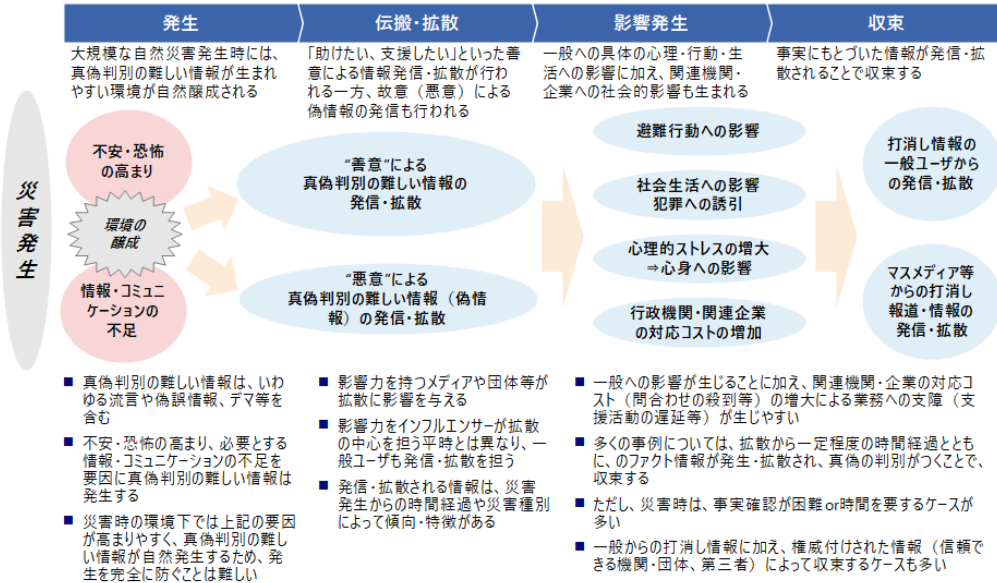 発生
伝搬・拡散
影響発生
収束
大規模な自然災害発生時には、
真偽判別の難しい情報が生まれ
やすい環境が自然醸成される
「助けたい、支援したい」といった善
意による情報発信・拡散が行わ
れる一方、故意（悪意）による
偽情報の発信も行われる
一般への具体の心理・行動・生
活への影響に加え、関連機関・
企業への社会的影響も生まれる
事実にもとづいた情報が発信・拡
散されることで収束する
災害発生
不安・恐怖
の高まり
環境の
醸成
情報・コミュニ
ケーションの
不足
“善意”による
真偽判別の難しい情報の
発信・拡散
“悪意”による
真偽判別の難しい情報（偽情
報）の発信・拡散
避難行動への影響
社会生活への影響
犯罪への誘引
心理的ストレスの増大
⇒心身への影響
行政機関・関連企業
の対応コストの増加
打消し情報の
一般ユーザから
の発信・拡散
マスメディア等
からの打消し
報道・情報の
発信・拡散
■ 真偽判別の難しい情報は、いわ
ゆる流言や偽誤情報、デマ等を
含む
■ 不安・恐怖の高まり、必要とする
情報・コミュニケーションの不足を
要因に真偽判別の難しい情報は
発生する
■ 災害時の環境下では上記の要因
が高まりやすく、真偽判別の難し
い情報が自然発生するため、発
生を完全に防ぐことは難しい
■ 影響力を持つメディアや団体等が
拡散に影響を与える
■ 影響力をインフルエンサーが拡散
の中心を担う平時とは異なり、一
般ユーザも発信・拡散を担う
■ 発信・拡散される情報は、災害
発生からの時間経過や災害種別
によって傾向・特徴がある
■ 一般への影響が生じることに加え、関連機関・企業の対応コ
スト（問合わせの殺到等）の増大による業務への支障（支
援活動の遅延等）が生じやすい
■ 多くの事例については、拡散から一定程度の時間経過ととも
に、のファクト情報が発生・拡散され、真偽の判別がつくことで、
収束する
■ ただし、災害時は、事実確認が困難or時間を要するケースが
多い
■ 一般からの打消し情報に加え、権威付けされた情報（信頼で
きる機関・団体、第三者）によって収束するケースも多い